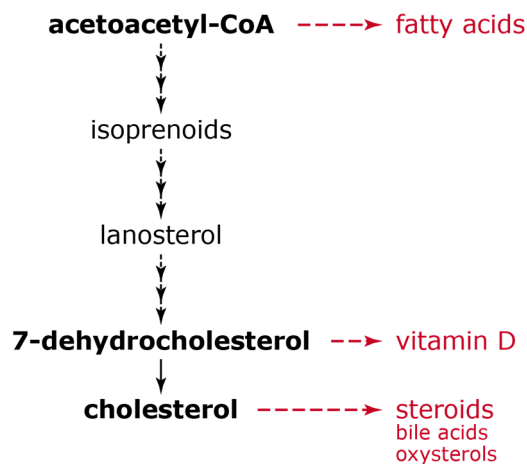 acetoacetyl-CoA fatty acids
isoprenoids
lanosterol
7-dehydrocholesterol vitamin D
cholesterol steroids
bile acids
oxysterols